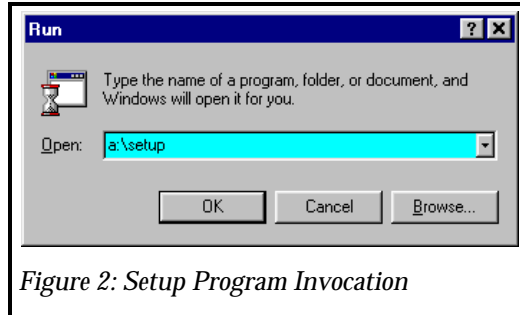 Run
Type the name of a program, folder, or document, and
Windows will open it for you.
Open: a:\setup
OK Cancel Browse...
Figure 2: Setup Program Invocation